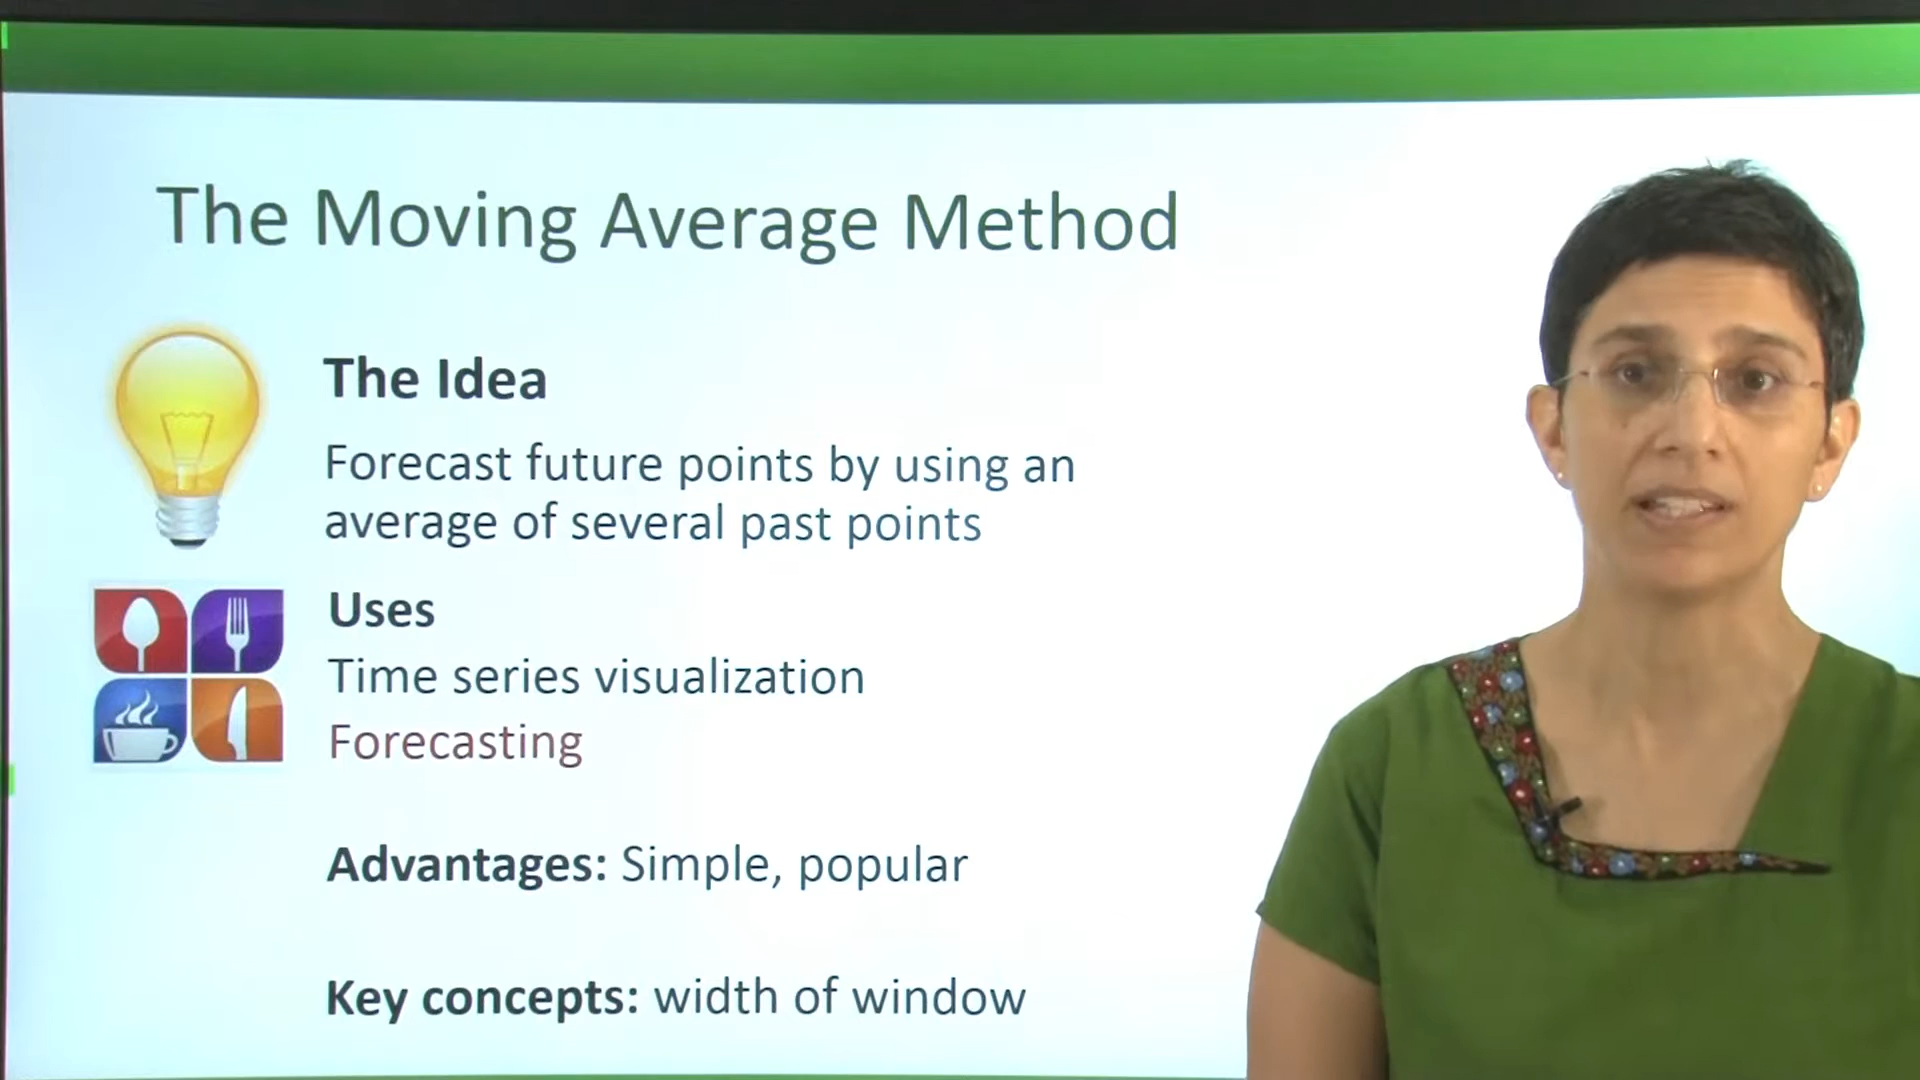 The Moving Average Method
The Idea
Forecast future points by using an
average of several past points
Uses
Time series visualization
Forecasting
Advantages: Simple, popular
Key concepts: width of window